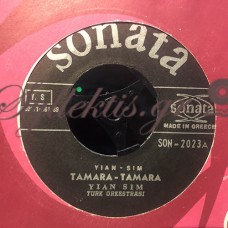 sonata
f. S
sonata
MADE IN GREECE
YIAN - SIM
SON - 2023A
TAMARA - TAMARA
YIAN SIM
TURK ORKESTRASI